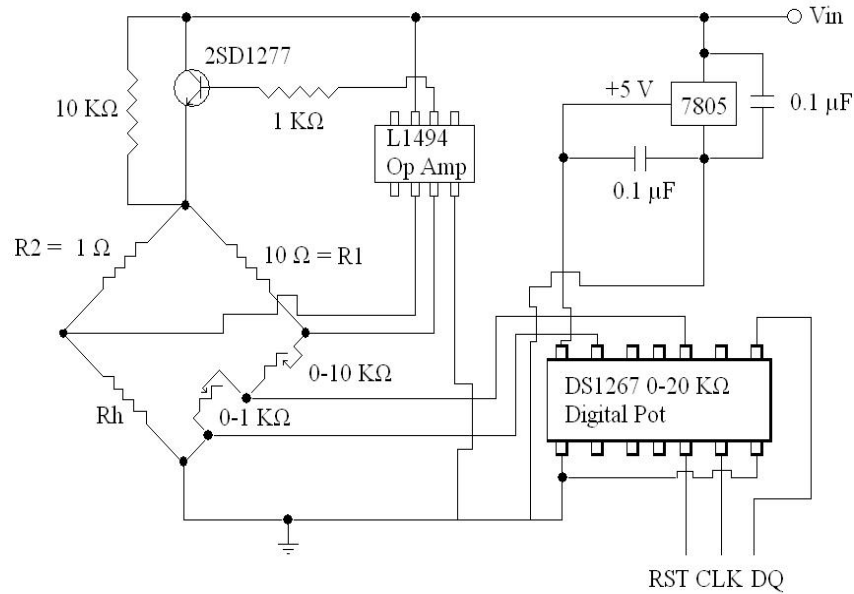 Vin
2SD1277
10 KΩ
1 KΩ
L1494
Op Amp
+5 V
7805
0.1 µF
0.1 µF
R2 = 1 Ω
10 Ω = R1
Rh
0-10 KΩ
0-1 KΩ
DS1267 0-20 KΩ
Digital Pot
RST CLK DQ